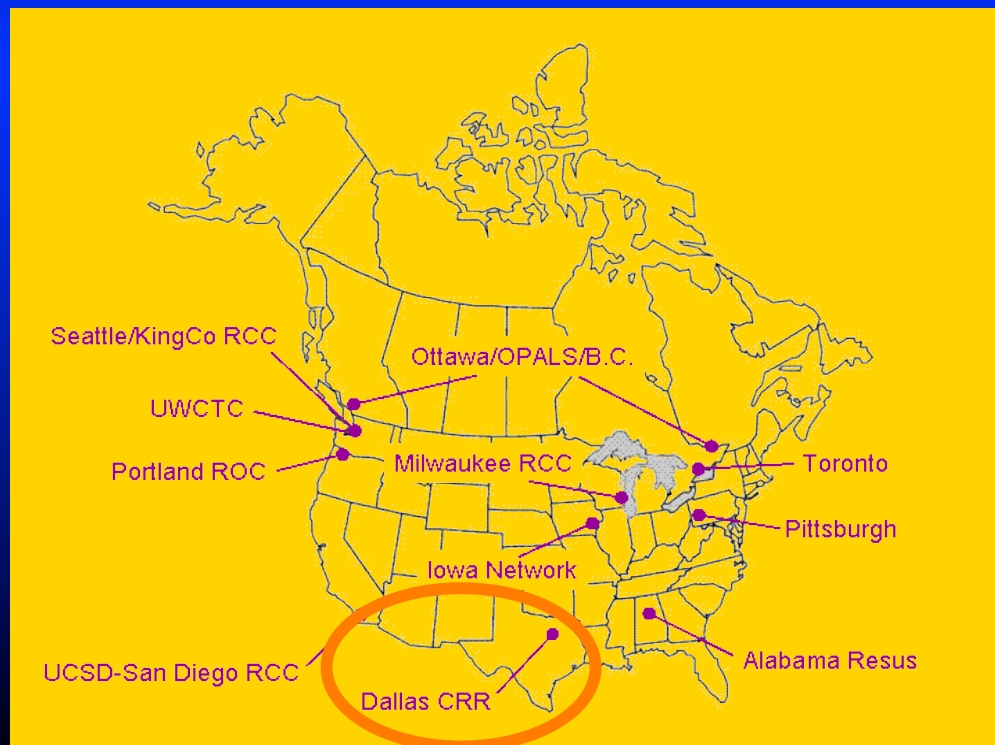 Seattle/KingCo RCC
Ottawa/OPALS/B.C.
UWCTC
Portland ROC
Milwaukee RCC
Toronto
Pittsburgh
Iowa Network
UCSD-San Diego RCC
Alabama Resus
Dallas CRR